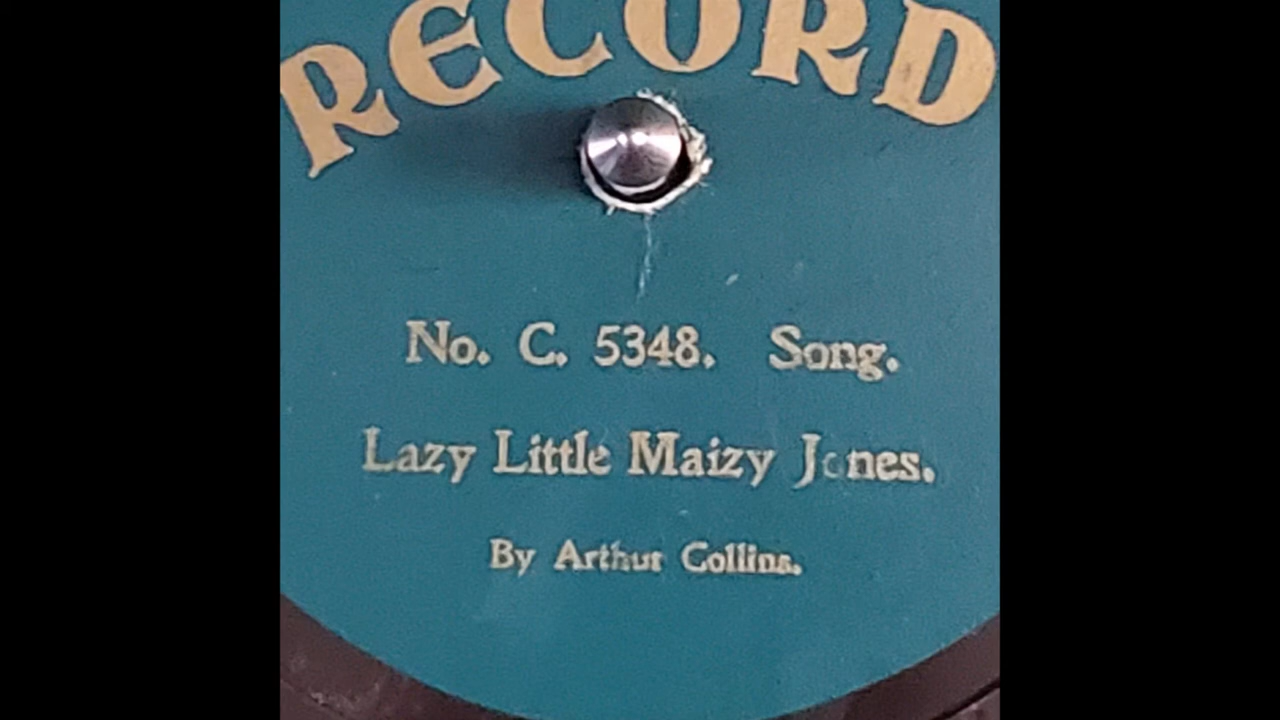 RECORD
No. C. 5348. Song.
Lazy Little Maizy Jones.
By Arthur Collins.